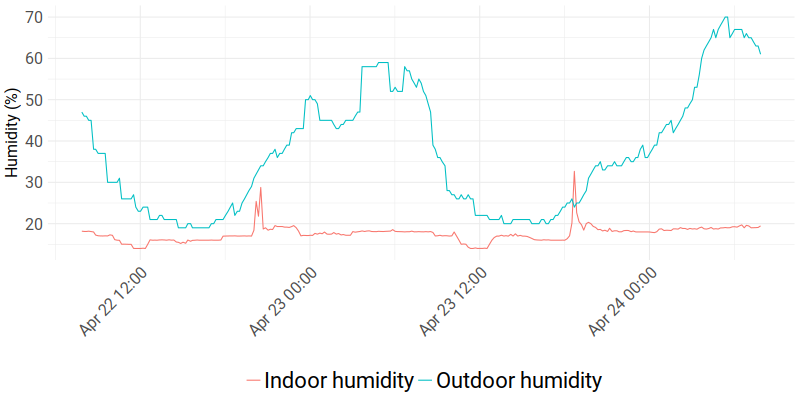 Humidity (%)
70
60
50
40
30
20
Apr 22 12:00
Apr 23 00:00
Apr 23 12:00
Apr 24 00:00
Indoor humidity Outdoor humidity